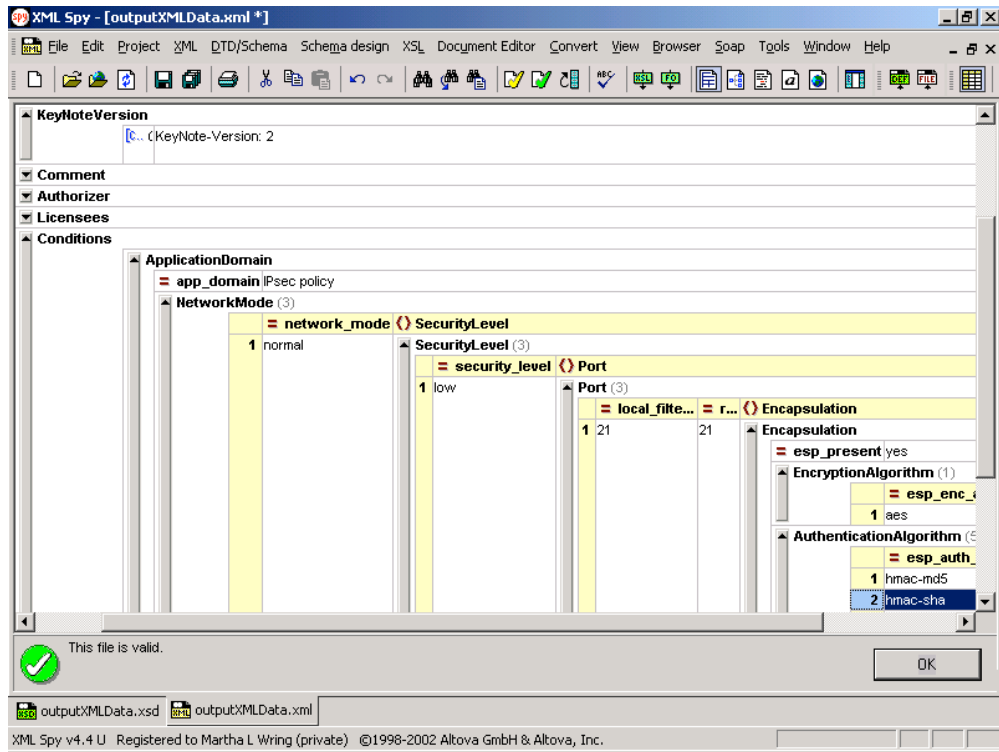 XML Spy - [outputXMLData.xml *]
File Edit Project XML DTD/Schema Schema design XSL Document Editor Convert View Browser Soap Tools Window Help
KeyNoteVersion
KeyNote-Version: 2
Comment
Authorizer
Licensees
Conditions
ApplicationDomain
= app_domain IPsec policy
NetworkMode (3)
= network_mode <> SecurityLevel
1 normal SecurityLevel (3)
= security_level <> Port
1 low Port (3)
= local_filte... = r... <> Encapsulation
1 21 21 Encapsulation
= esp_present yes
EncryptionAlgorithm (1)
= esp_enc_
1 aes
AuthenticationAlgorithm (5
= esp_auth_
1 hmac-md5
2 hmac-sha
This file is valid.
OK
outputXMLData.xsd outputXMLData.xml
XML Spy v4.4 U Registered to Martha L Wring (private) ©1998-2002 Altova GmbH & Altova, Inc.